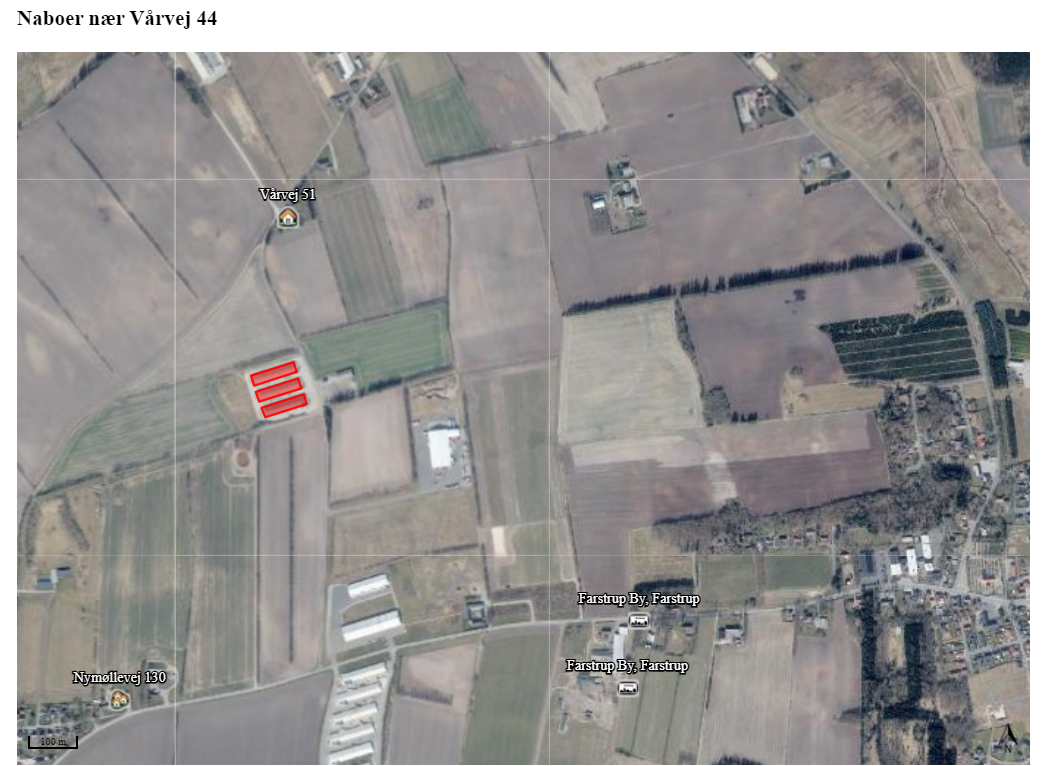 Naboer nær Vårvej 44
Vårvej 51
Farstrup By, Farstrup
Farstrup By, Farstrup
Nymøllevej 130
100 m
N